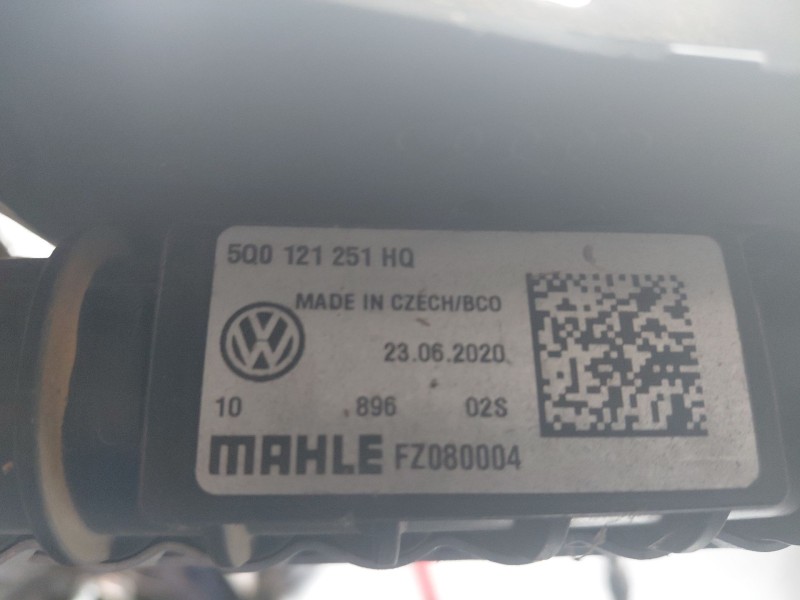 5Q0 121 251 HQ
MADE IN CZECH/BCO
23.06.2020
10 .896 02S
MAHLE FZ080004